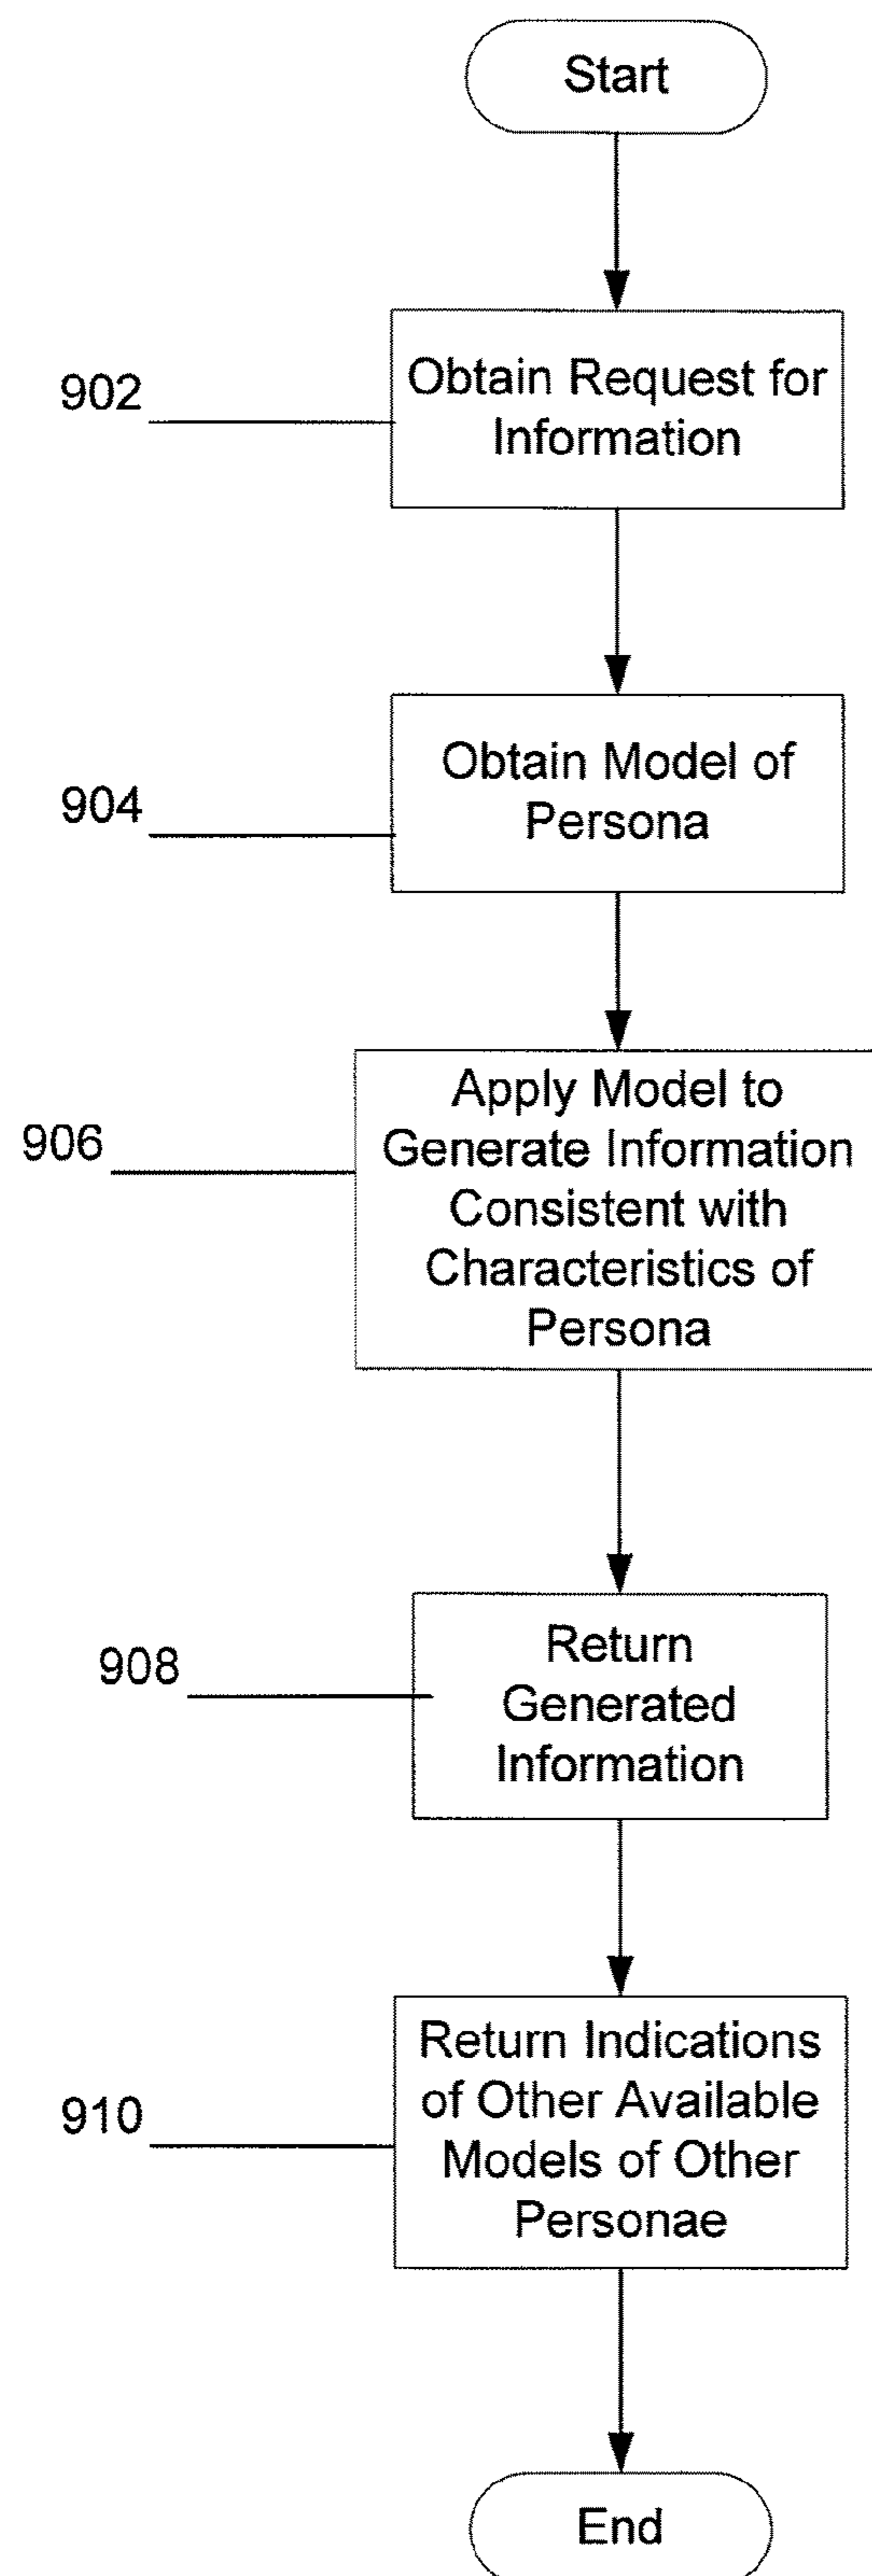 Start
902
Obtain Request for
Information
904
Obtain Model of
Persona
906
Apply Model to
Generate Information
Consistent with
Characteristics of
Persona
908
Return
Generated
Information
910
Return Indications
of Other Available
Models of Other
Personae
End